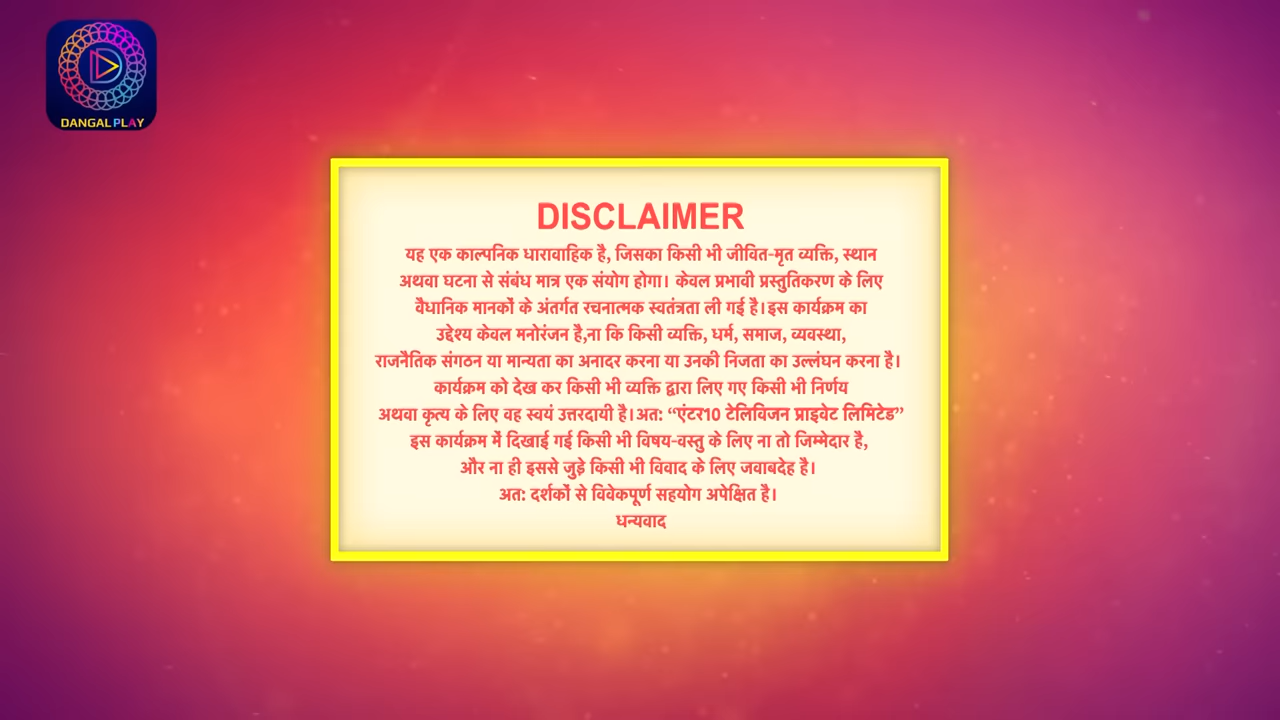 DANGAL PLAY
DISCLAIMER
यह एक काल्पनिक धारावाहिक है, जिसका किसी भी जीवित-मृत व्यक्ति, स्थान
अथवा घटना से संबंध मात्र एक संयोग होगा। केवल प्रभावी प्रस्तुतिकरण के लिए
वैधानिक मानकों के अंतर्गत रचनात्मक स्वतंत्रता ली गई है।इस कार्यक्रम का
उद्देश्य केवल मनोरंजन है,ना कि किसी व्यक्ति, धर्म, समाज, व्यवस्था,
राजनैतिक संगठन या मान्यता का अनादर करना या उनकी निजता का उल्लंघन करना है।
कार्यक्रम को देख कर किसी भी व्यक्ति द्वारा लिए गए किसी भी निर्णय
अथवा कृत्य के लिए वह स्वयं उत्तरदायी है।अत: “एंटर10 टेलिविजन प्राइवेट लिमिटेड”
इस कार्यक्रम में दिखाई गई किसी भी विषय-वस्तु के लिए ना तो जिम्मेदार है,
और ना ही इससे जुड़े किसी भी विवाद के लिए जवाबदेह है।
अत: दर्शकों से विवेकपूर्ण सहयोग अपेक्षित है।
धन्यवाद